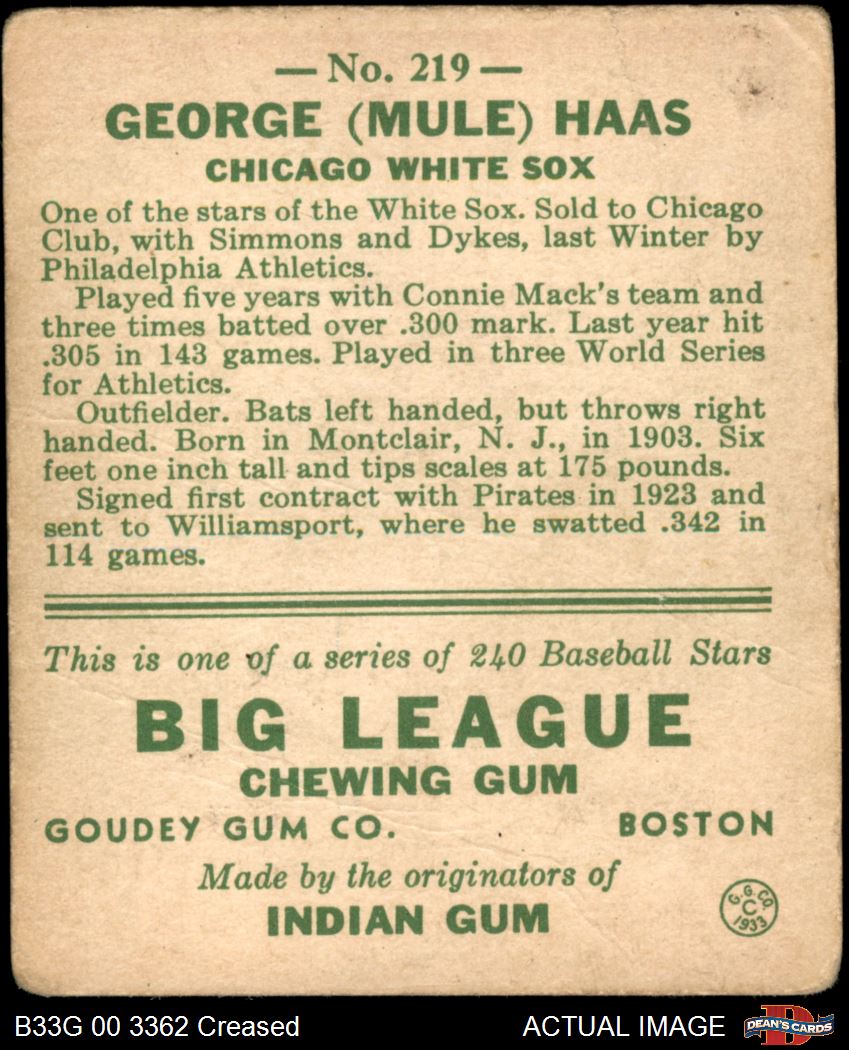 — No. 219 —
GEORGE (MULE) HAAS
CHICAGO WHITE SOX
One of the stars of the White Sox. Sold to Chicago
Club, with Simmons and Dykes, last Winter by
Philadelphia Athletics.
Played five years with Connie Mack's team and
three times batted over .300 mark. Last year hit
.305 in 143 games. Played in three World Series
for Athletics.
Outfielder. Bats left handed, but throws right
handed. Born in Montclair, N. J., in 1903. Six
feet one inch tall and tips scales at 175 pounds.
Signed first contract with Pirates in 1923 and
sent to Williamsport, where he swatted .342 in
114 games.
This is one of a series of 240 Baseball Stars
BIG LEAGUE
CHEWING GUM
GOUDEY GUM CO. BOSTON
Made by the originators of
INDIAN GUM
G. G. CO.
C
1933
B33G 00 3362 Creased ACTUAL IMAGE
D
DEAN'S CARDS